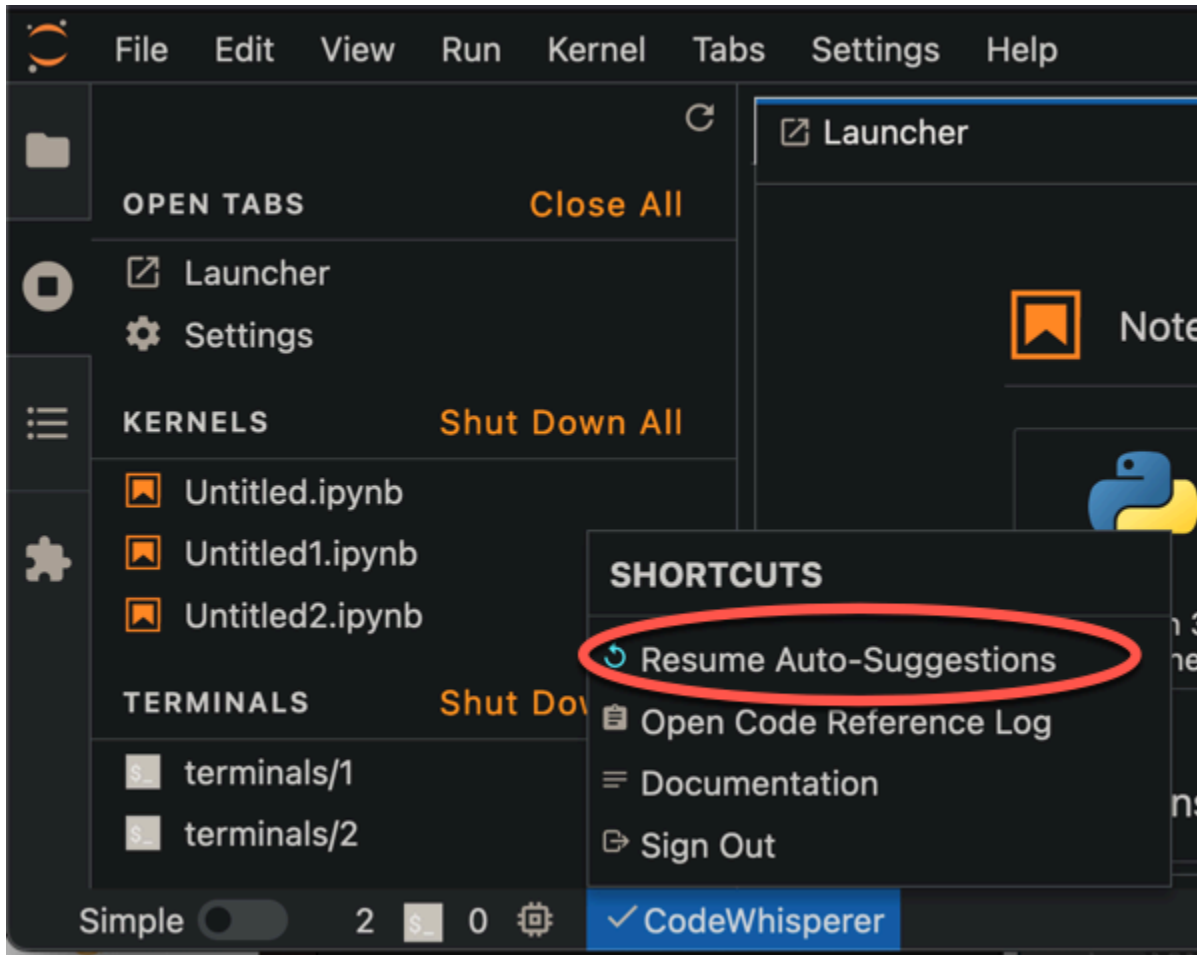 File Edit View Run Kernel Tabs Settings Help
Launcher
OPEN TABS Close All
Launcher
Settings
KERNELS Shut Down All
Untitled.ipynb
Untitled1.ipynb
Untitled2.ipynb
TERMINALS Shut
terminals/1
terminals/2
SHORTCUTS
Resume Auto-Suggestions
Open Code Reference Log
Documentation
Sign Out
Simple 2 $_ 0 CodeWhisperer